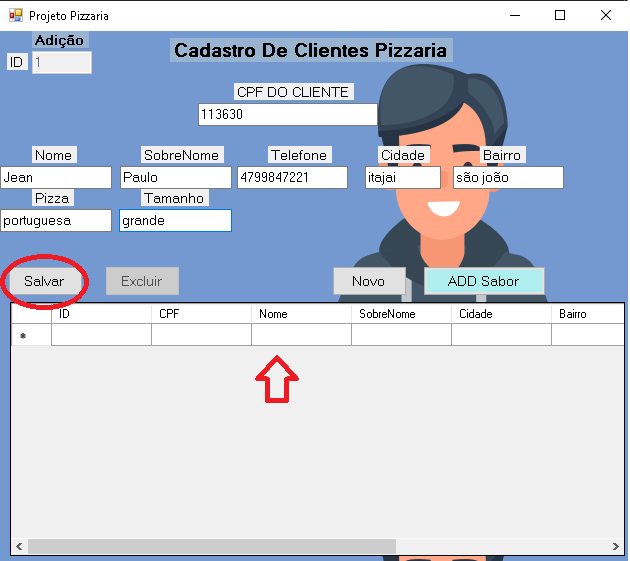 Projeto Pizzaria
Adição
ID 1
Cadastro De Clientes Pizzaria
CPF DO CLIENTE
113630
Nome SobreNome Telefone Cidade Bairro
Jean Paulo 4799847221 itajai são joão
Pizza Tamanho
portuguesa grande
Salvar Excluir Novo ADD Sabor
ID CPF Nome SobreNome Cidade Bairro